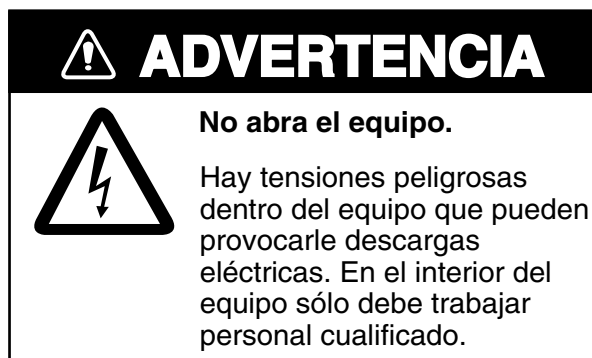 ADVERTENCIA
No abra el equipo.
Hay tensiones peligrosas
dentro del equipo que pueden
provocarle descargas
eléctricas. En el interior del
equipo sólo debe trabajar
personal cualificado.